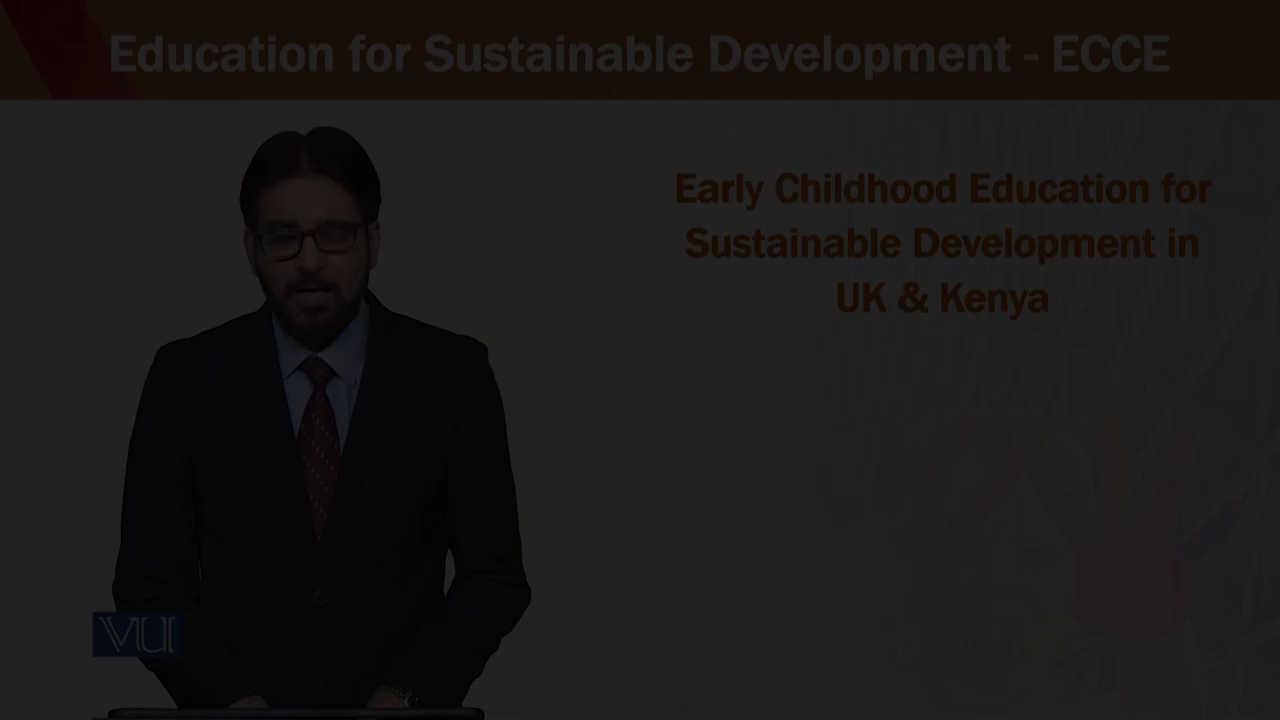 Education for Sustainable Development - ECCE
Early Childhood Education for
Sustainable Development in
UK & Kenya
VU